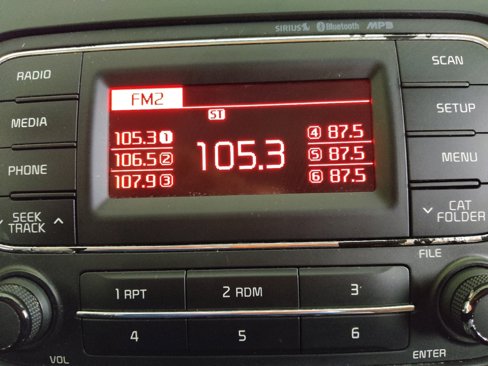 SIRIUS Bluetooth MP3
RADIO
SCAN
FM2
ST
MEDIA
SETUP
105.3 1
105.3
4 87.5
106.5 2
5 87.5
PHONE
MENU
107.9 3
6 87.5
SEEK
TRACK
CAT
FOLDER
FILE
1 RPT
2 RDM
3
4
5
6
VOL
ENTER